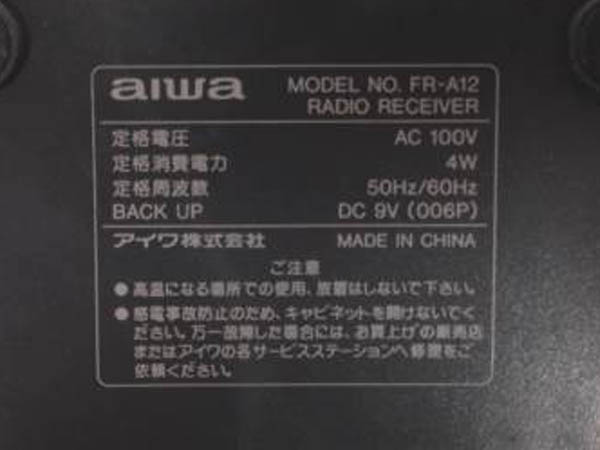 aiwa
MODEL NO. FR-A12
RADIO RECEIVER
定格電圧 AC 100V
定格消費電力 4W
定格周波数 50Hz/60Hz
BACK UP DC 9V (006P)
アイワ株式会社 MADE IN CHINA
ご注意
●高温になる場所での使用、放置はしないで下さい。
●感電事故防止のため、キャビネットを開けないでく
ださい。万一故障した場合には、お買上げの販売店
またはアイワの各サービスステーションへ修理をご
依頼ください。